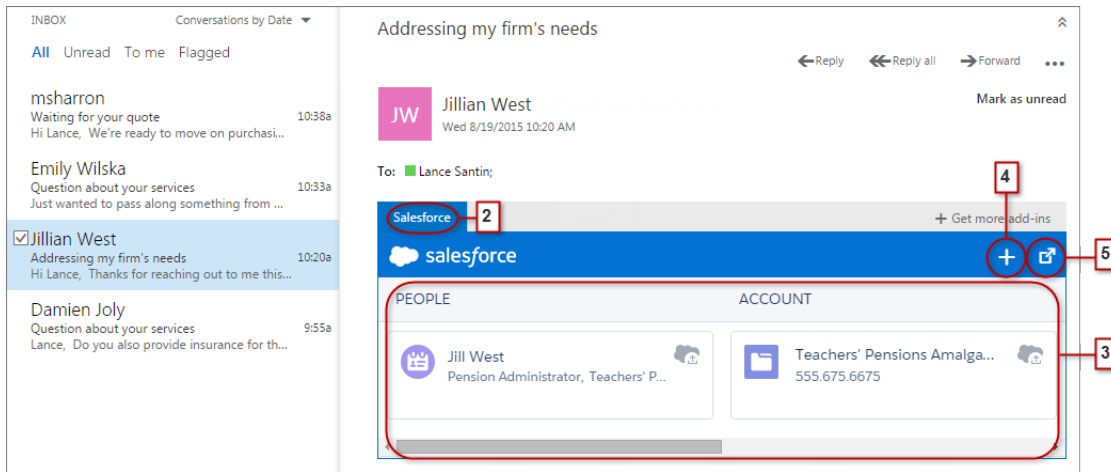 INBOX
Conversations by Date
All Unread To me Flagged
msharron
Waiting for your quote 10:38a
Hi Lance, We're ready to move on purchasi...
Emily Wilska
Question about your services 10:33a
Just wanted to pass along something from ...
Jillian West
Addressing my firm's needs 10:20a
Hi Lance, Thanks for reaching out to me this...
Damien Joly
Question about your services 9:55a
Lance, Do you also provide insurance for th...
Addressing my firm's needs
Reply Reply all Forward
Mark as unread
JW
Jillian West
Wed 8/19/2015 10:20 AM
To: Lance Santin;
4
Salesforce 2
+ Get more add-ins
salesforce
5
PEOPLE ACCOUNT
Jill West
Pension Administrator, Teachers' P...
Teachers' Pensions Amalga...
555.675.6675
3